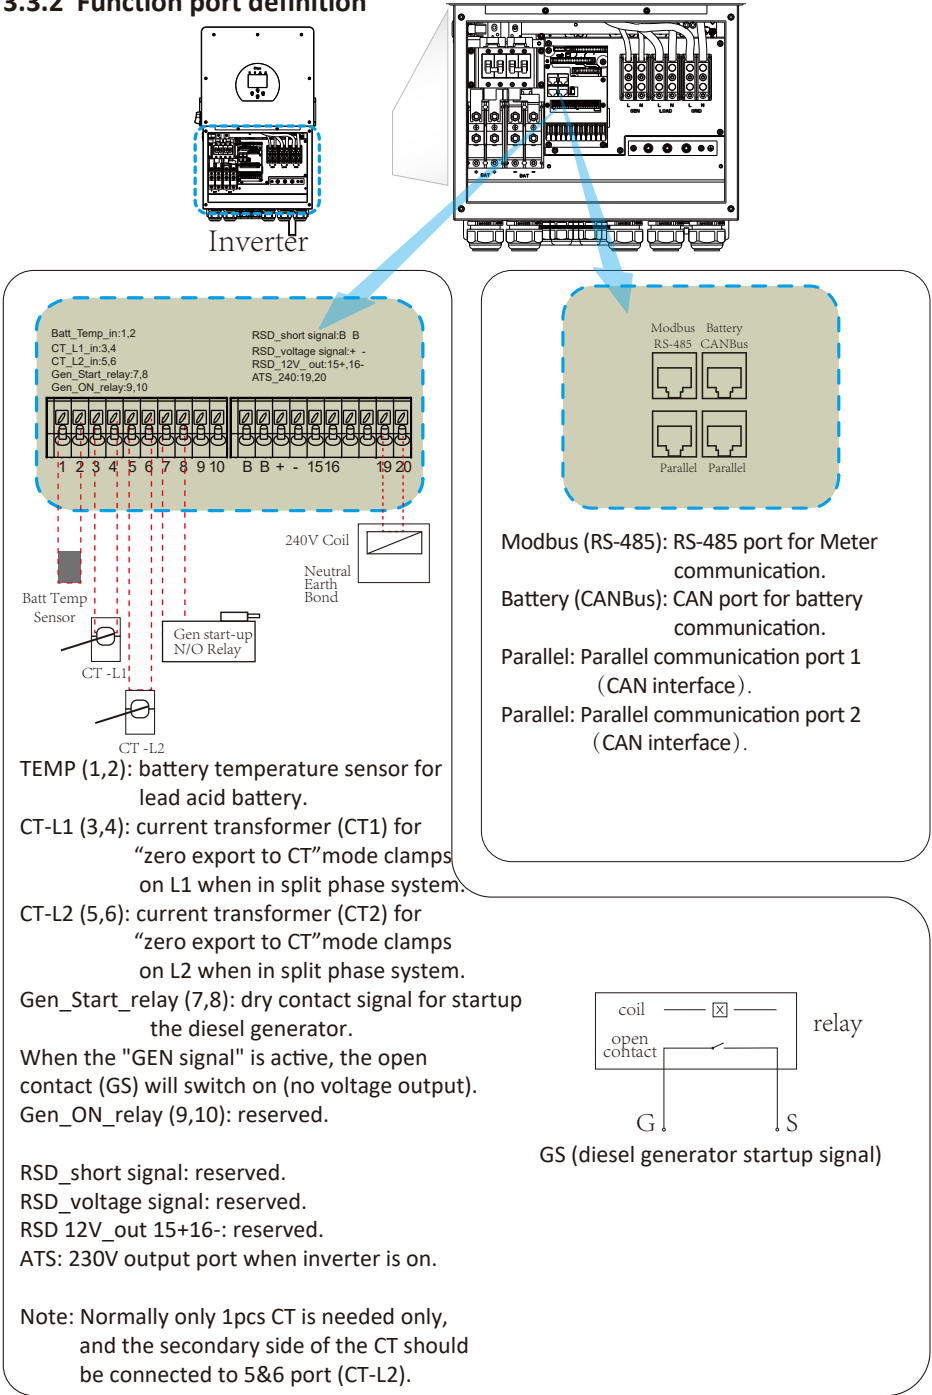 3.3.2 Function port definition
L N L N L N
GEN LOAD GRID
+ BAT + - BAT -
Inverter
Batt_Temp_in:1,2
CT_L1_in:3,4
CT_L2_in:5,6
Gen_Start_relay:7,8
Gen_ON_relay:9,10
RSD_short signal:B B
RSD_voltage signal:+ -
RSD_12V_ out:15+,16-
ATS_240:19,20
1 2 3 4 5 6 7 8 9 10 B B + - 15 16 19 20
240V Coil
Neutral
Earth
Bond
Batt Temp
Sensor
CT -L1
Gen start-up
N/O Relay
CT -L2
Modbus Battery
RS-485 CANBus
Parallel Parallel
Modbus (RS-485): RS-485 port for Meter
communication.
Battery (CANBus): CAN port for battery
communication.
Parallel: Parallel communication port 1
（CAN interface）.
Parallel: Parallel communication port 2
（CAN interface）.
TEMP (1,2): battery temperature sensor for
lead acid battery.
CT-L1 (3,4): current transformer (CT1) for
“zero export to CT”mode clamps
on L1 when in split phase system.
CT-L2 (5,6): current transformer (CT2) for
“zero export to CT”mode clamps
on L2 when in split phase system.
Gen_Start_relay (7,8): dry contact signal for startup
the diesel generator.
When the "GEN signal" is active, the open
contact (GS) will switch on (no voltage output).
Gen_ON_relay (9,10): reserved.
RSD_short signal: reserved.
RSD_voltage signal: reserved.
RSD 12V_out 15+16-: reserved.
ATS: 230V output port when inverter is on.
Note: Normally only 1pcs CT is needed only,
and the secondary side of the CT should
be connected to 5&6 port (CT-L2).
coil
open
contact
relay
G S
GS (diesel generator startup signal)